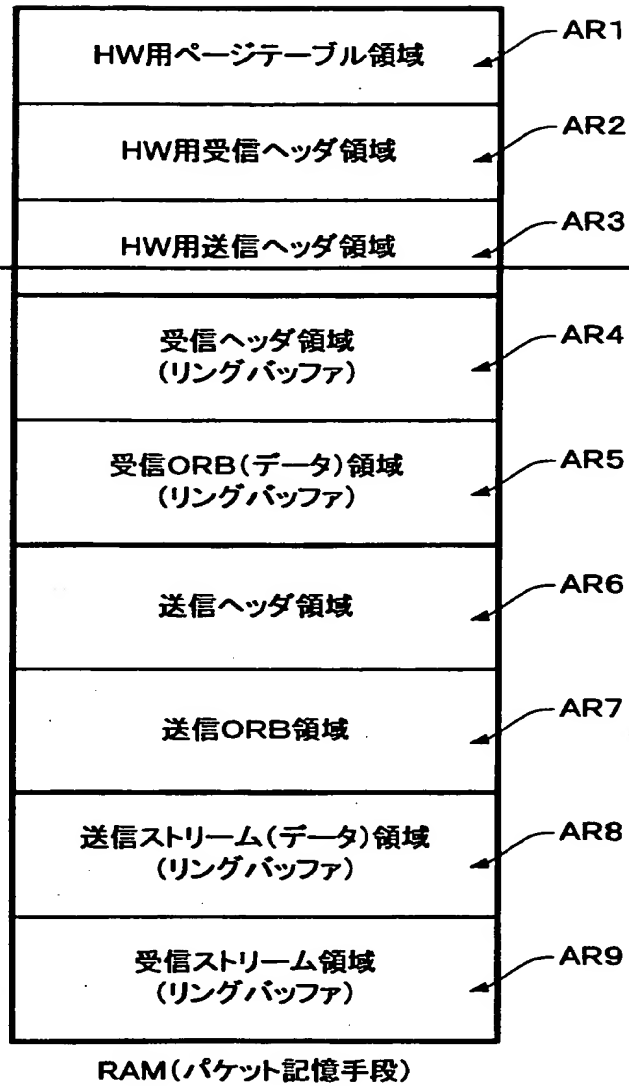 HW用ページテーブル領域
AR1
HW用受信ヘッダ領域
AR2
HW用送信ヘッダ領域
AR3
受信ヘッダ領域
(リングバッファ)
AR4
受信ORB(データ)領域
(リングバッファ)
AR5
送信ヘッダ領域
AR6
送信ORB領域
AR7
送信ストリーム(データ)領域
(リングバッファ)
AR8
受信ストリーム領域
(リングバッファ)
AR9
RAM(パケット記憶手段)